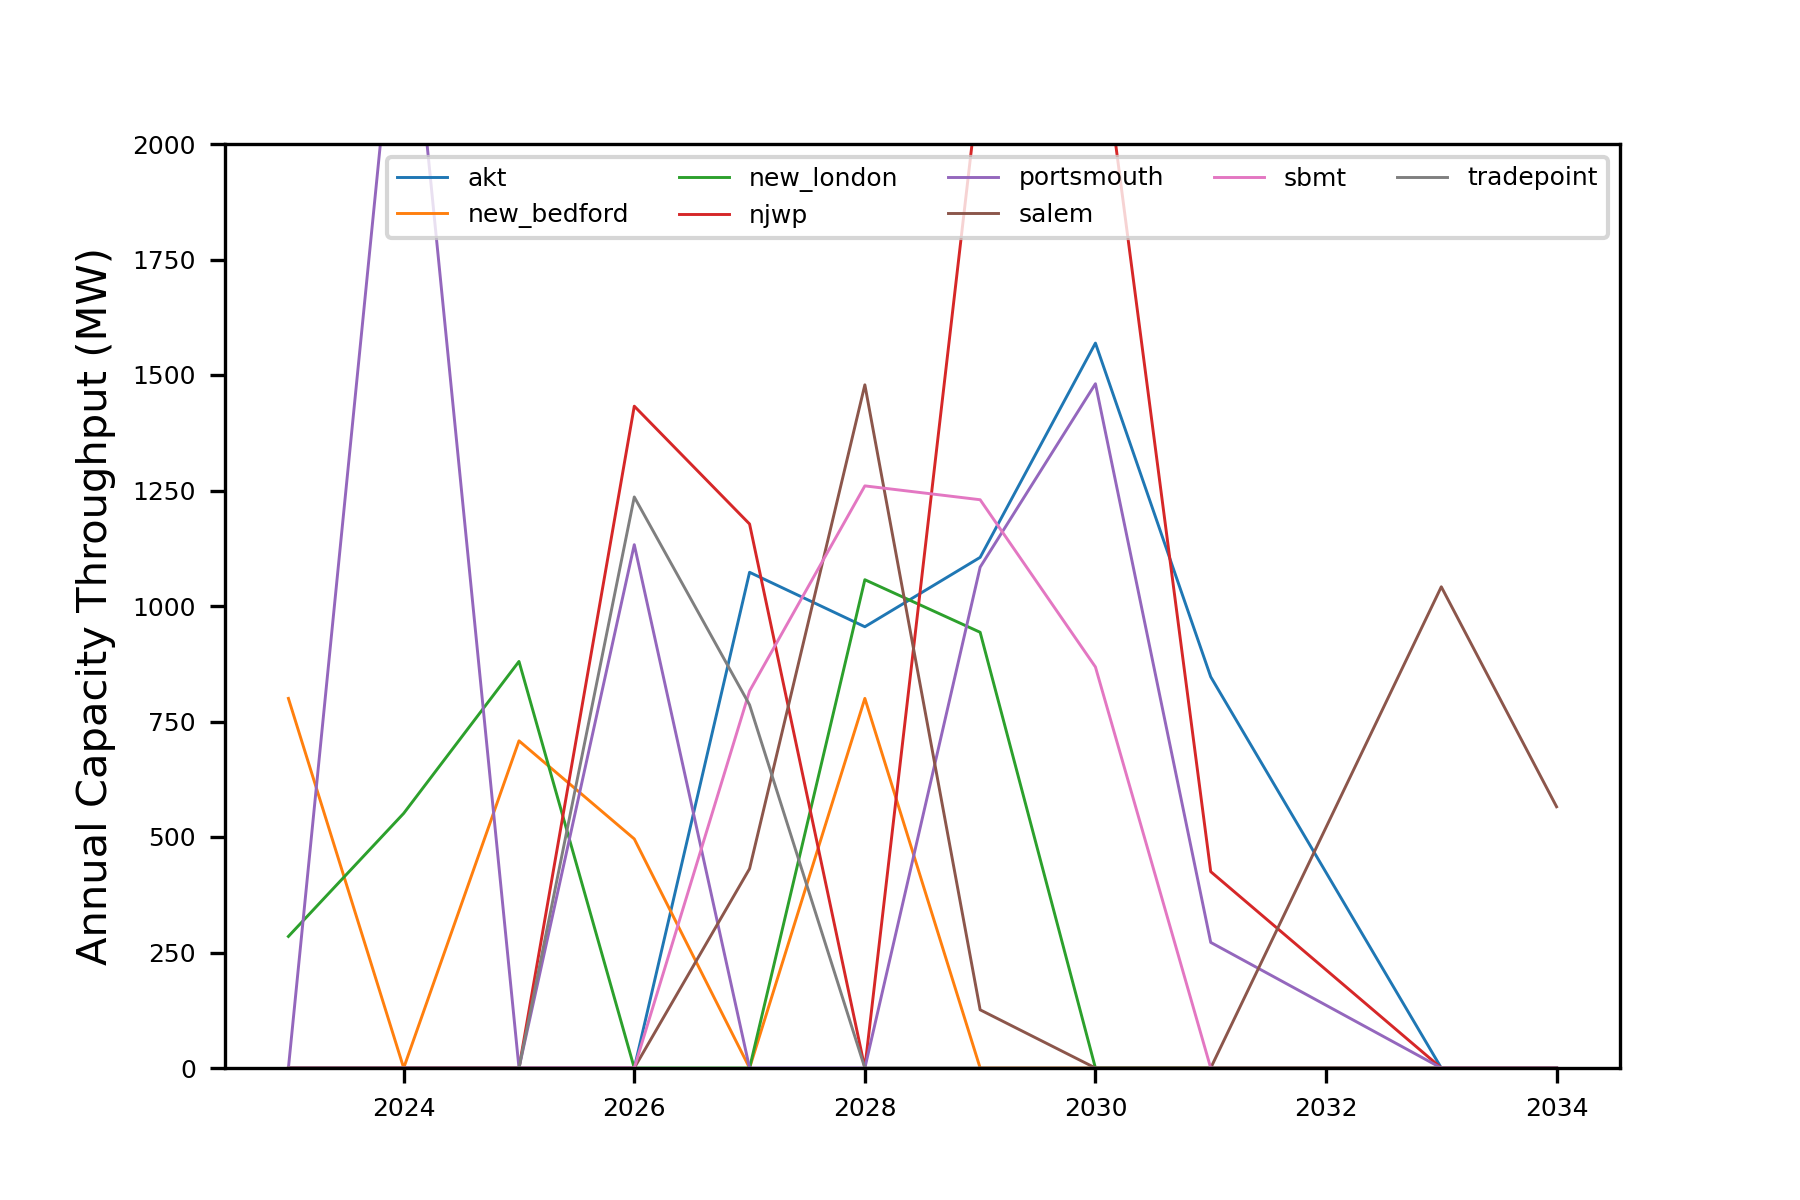 Annual Capacity Throughput (MW)
2000
1750
1500
1250
1000
750
500
250
0
akt new_london portsmouth sbmt tradepoint
new_bedford njwp salem
2024 2026 2028 2030 2032 2034